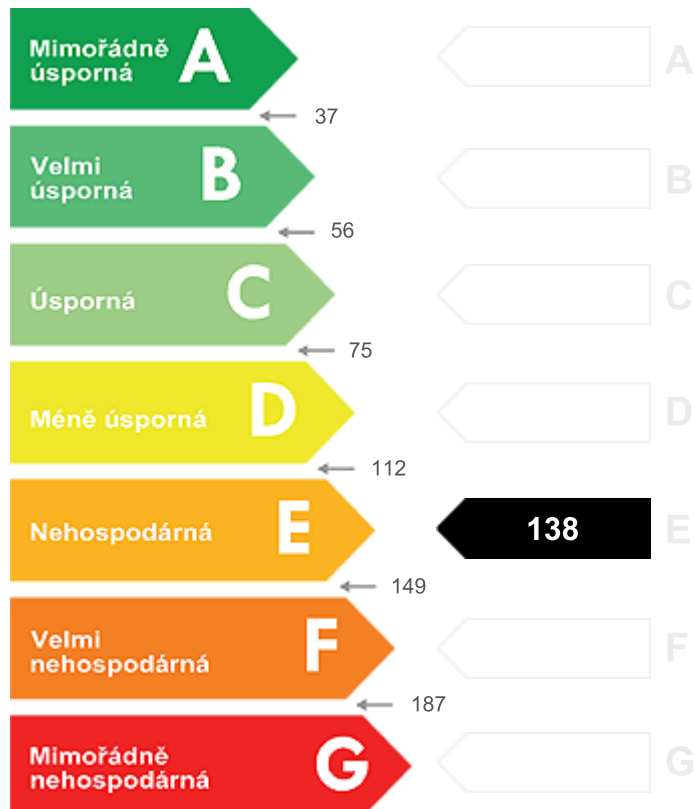 Mimořádně
úsporná
A
A
37
Velmi
úsporná
B
B
56
Úsporná
C
C
75
Méně úsporná
D
D
112
Nehospodárná
E
138
E
149
Velmi
nehospodárná
F
F
187
Mimořádně
nehospodárná
G
G